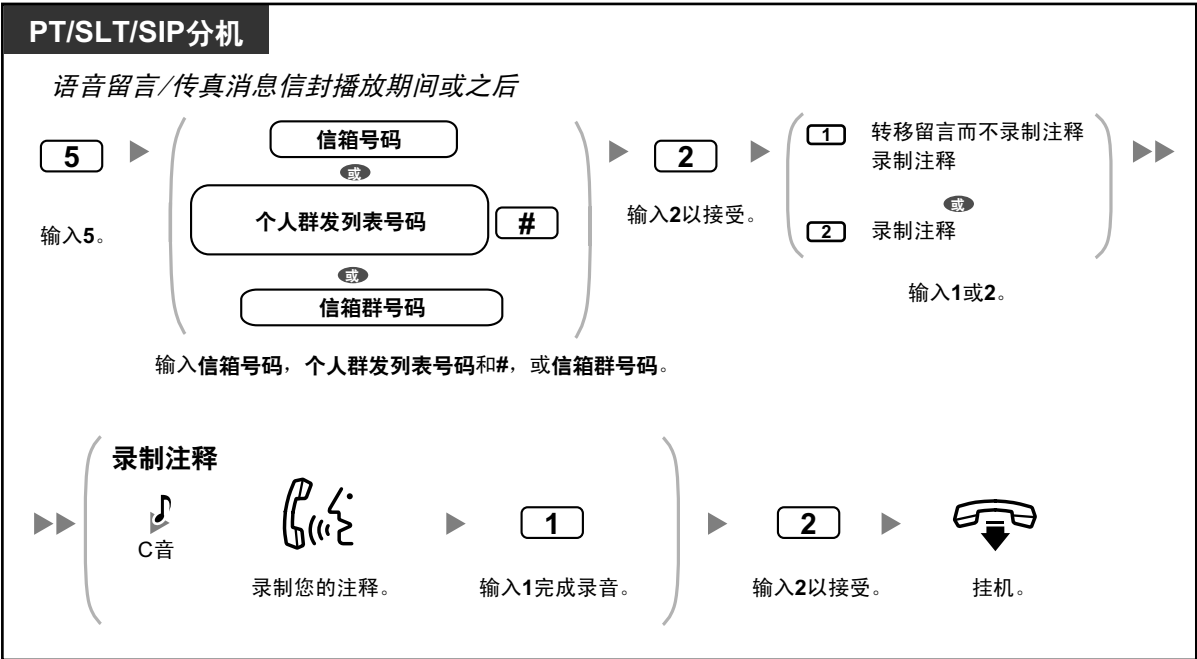 PT/SLT/SIP分机
语音留言/传真消息信封播放期间或之后
5
输入5。
信箱号码
或
个人群发列表号码
#
或
信箱群号码
输入信箱号码，个人群发列表号码和#，或信箱群号码。
2
输入2以接受。
1 转移留言而不录制注释
录制注释
或
2 录制注释
输入1或2。
录制注释
C音
录制您的注释。
1
输入1完成录音。
2
输入2以接受。
挂机。